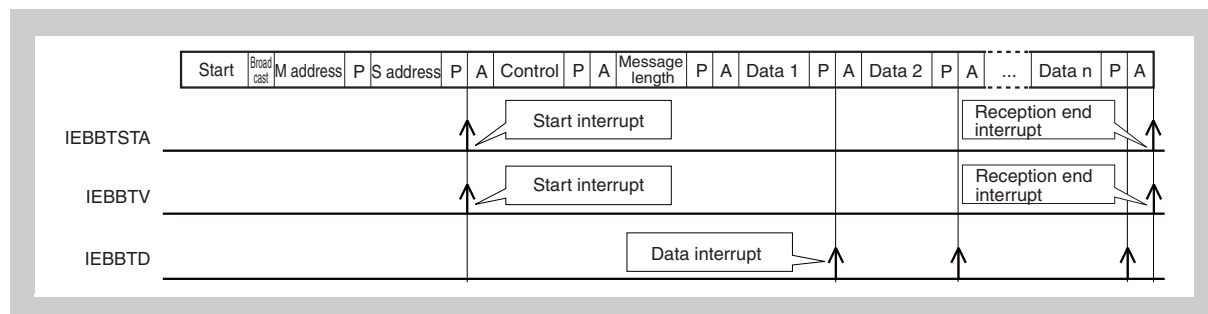 Start Broad cast M address P S address P A Control P A Message length P A Data 1 P A Data 2 P A ... Data n P A
Start interrupt
Reception end
interrupt
IEBBTSTA
Start interrupt
Reception end
interrupt
IEBBTV
Data interrupt
IEBBTD